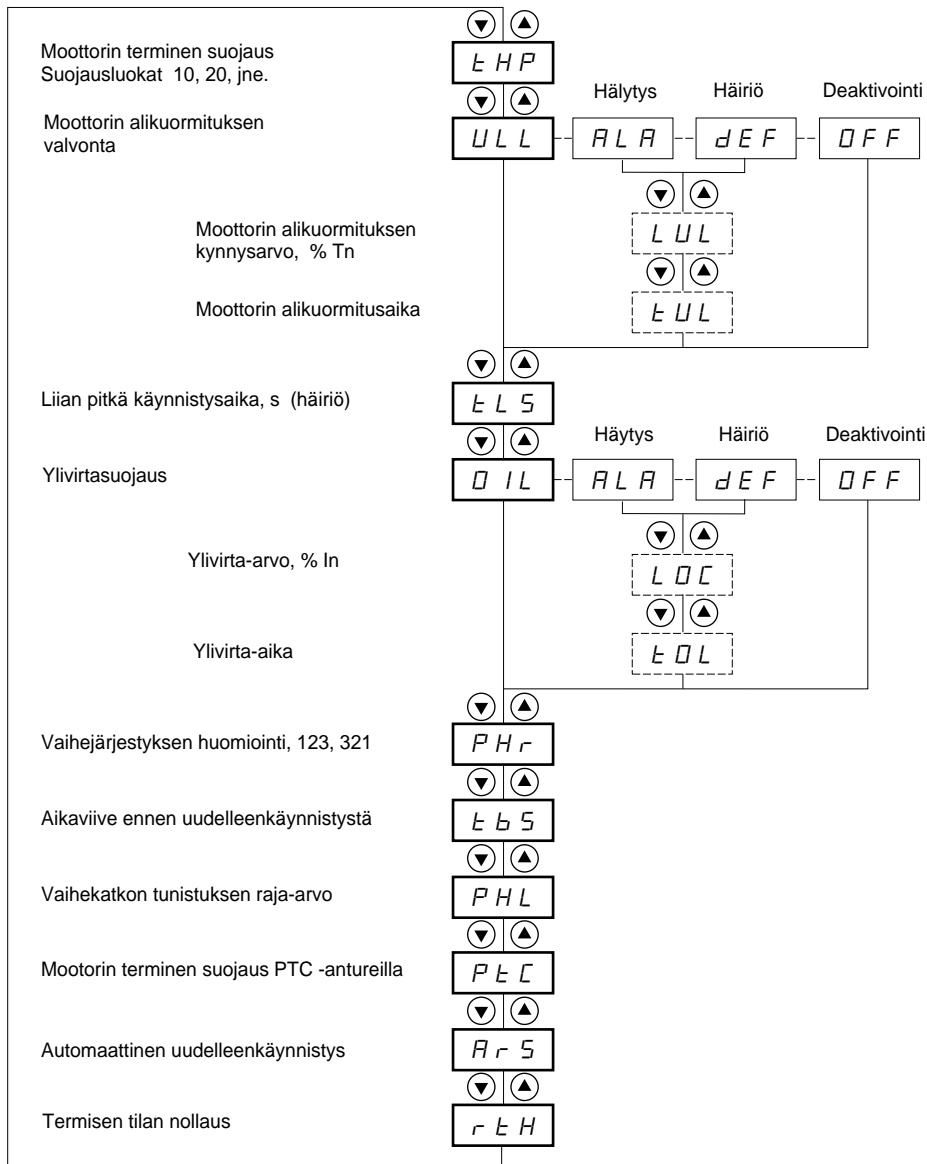 Moottorin terminen suojaus
Suojausluokat 10, 20, jne.
tHP
Hälytys
Häiriö
Deaktivointi
Moottorin alikuormituksen
valvonta
ULL
ALA
dEF
OFF
Moottorin alikuormituksen
kynnysarvo, % Tn
LUL
Moottorin alikuormitusaika
tUL
Liian pitkä käynnistysaika, s (häiriö)
tLS
Häytys
Häiriö
Deaktivointi
Ylivirtasuojaus
OIL
ALA
dEF
OFF
Ylivirta-arvo, % In
LOC
Ylivirta-aika
tOL
Vaihejärjestyksen huomiointi, 123, 321
PHr
Aikaviive ennen uudelleenkäynnistystä
tbS
Vaihekatkon tunistuksen raja-arvo
PHL
Mootorin terminen suojaus PTC -antureilla
PtC
Automaattinen uudelleenkäynnistys
ArS
Termisen tilan nollaus
rtH